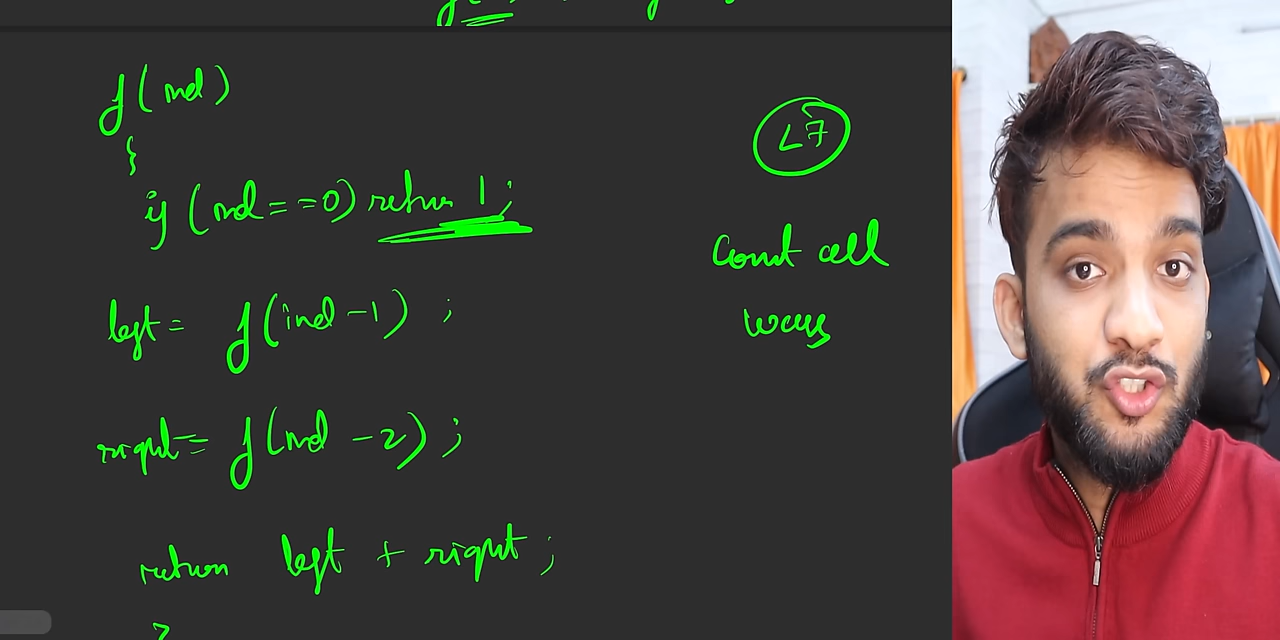 f(ind)
{
if (ind==0) return 1;
left = f(ind-1) ;
right = f(ind-2) ;
return left + right ;
}
L7
Count all
ways